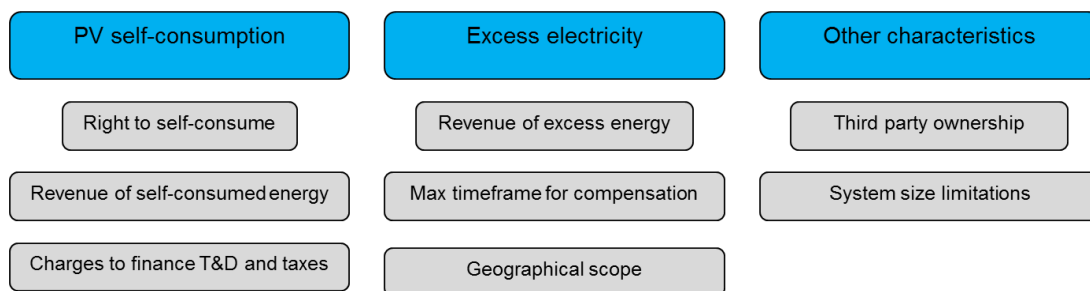 PV self-consumption
Right to self-consume
Revenue of self-consumed energy
Charges to finance T&D and taxes
Excess electricity
Revenue of excess energy
Max timeframe for compensation
Geographical scope
Other characteristics
Third party ownership
System size limitations